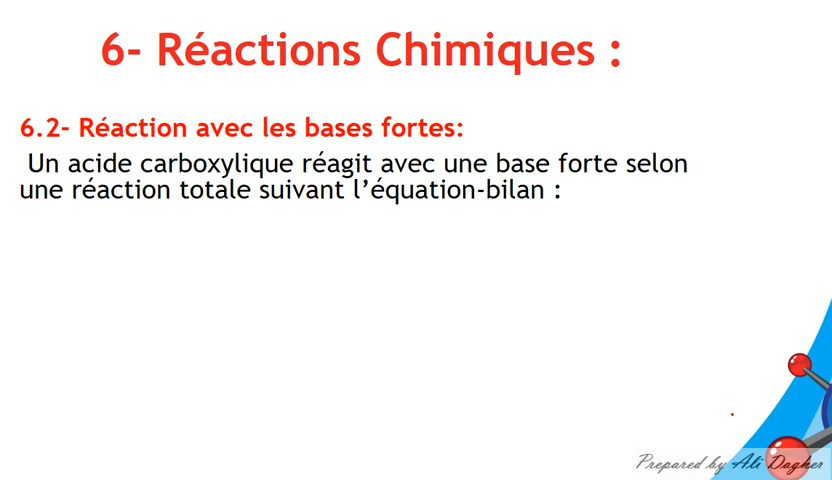 6- Réactions Chimiques :
6.2- Réaction avec les bases fortes:
Un acide carboxylique réagit avec une base forte selon
une réaction totale suivant l’équation-bilan :
Prepared by Ali Dagher